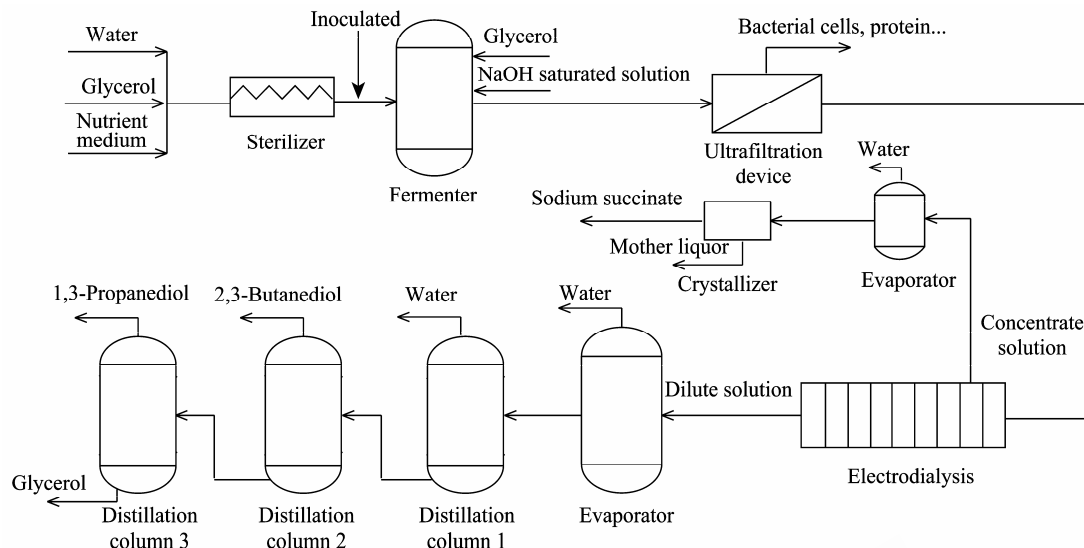 Water
Glycerol
Nutrient
medium
Sterilizer
Inoculated
Fermenter
Glycerol
NaOH saturated solution
Bacterial cells, protein...
Ultrafiltration
device
Water
Evaporator
Sodium succinate
Mother liquor
Crystallizer
Concentrate
solution
Dilute solution
Electrodialysis
Water
Evaporator
Water
Distillation
column 1
2,3-Butanediol
Distillation
column 2
1,3-Propanediol
Glycerol
Distillation
column 3